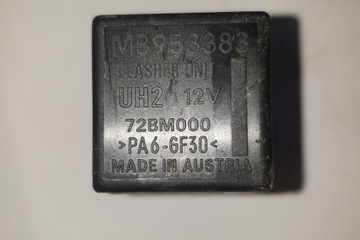 MB953383
FLASHER UNIT
UH2 12V
72BM000
>PA6-GF30<
MADE IN AUSTRIA